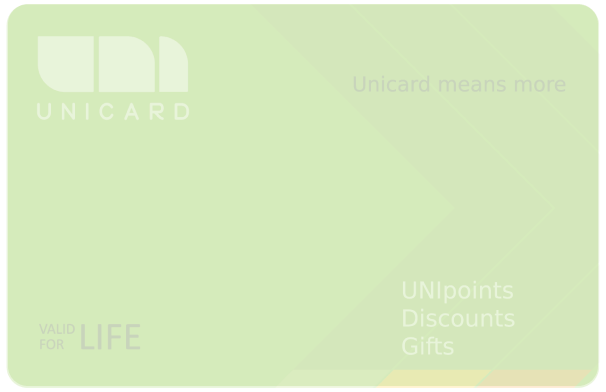 UNICARD
Unicard means more
UNIpoints
Discounts
Gifts
VALID
FOR LIFE